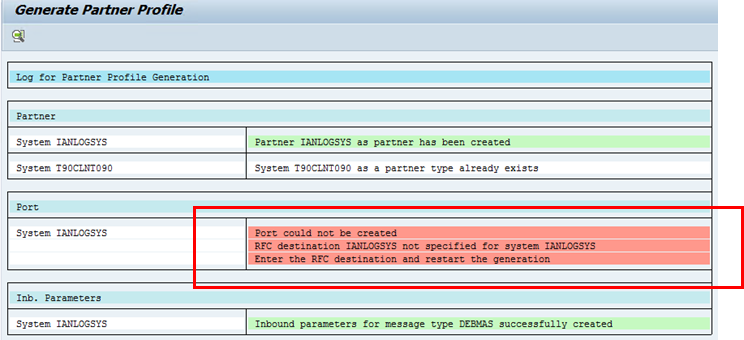 Generate Partner Profile
Log for Partner Profile Generation
Partner
System IANLOGSYS Partner IANLOGSYS as partner has been created
System T90CLNT090 System T90CLNT090 as a partner type already exists
Port
System IANLOGSYS Port could not be created
RFC destination IANLOGSYS not specified for system IANLOGSYS
Enter the RFC destination and restart the generation
Inb. Parameters
System IANLOGSYS Inbound parameters for message type DEBMAS successfully created